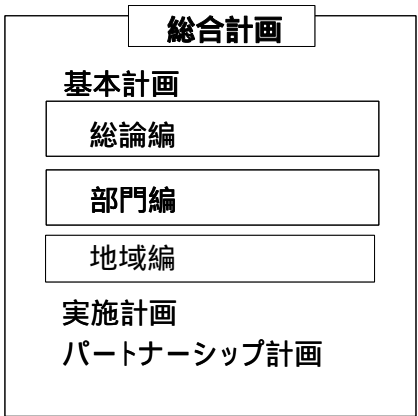 総合計画
基本計画
総論編
部門編
地域編
実施計画
パートナーシップ計画